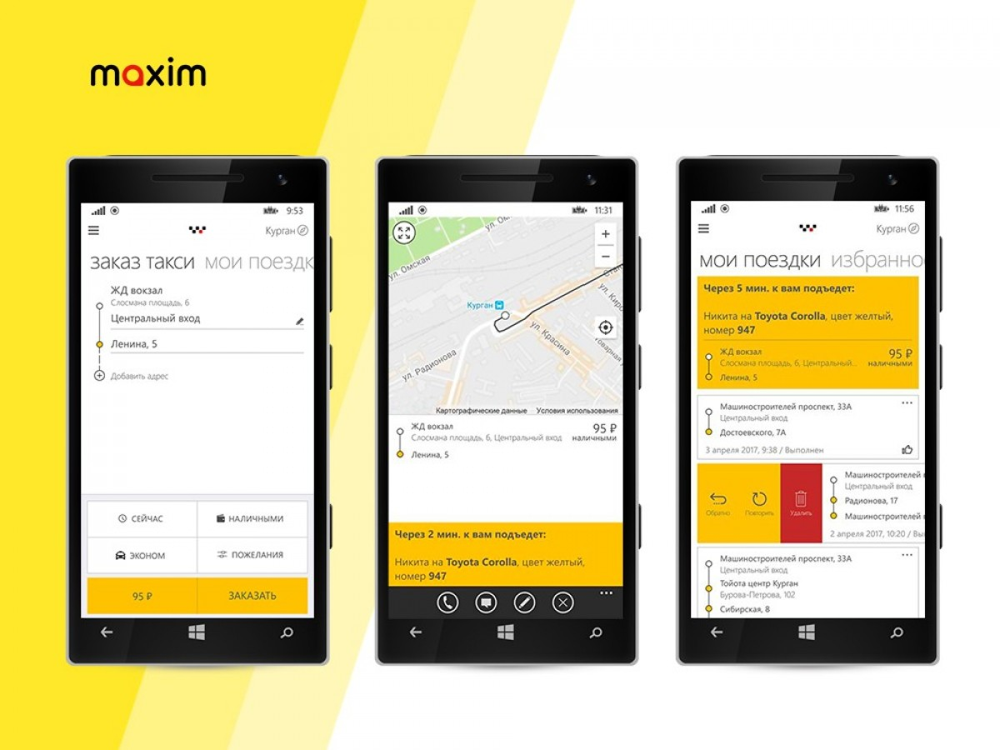 maxim
9:53
Курган
заказ такси мои поездк
ЖД вокзал
Слосмана площадь, 6
Центральный вход
Ленина, 5
Добавить адрес
СЕЙЧАС
НАЛИЧНЫМИ
ЭКОНОМ
ПОЖЕЛАНИЯ
95 ₽
ЗАКАЗАТЬ
11:31
ул. Ом
ул. Омская
Стан
ул. Киро
Курган
ул. Красина
Товарная
ул. Радионова
Картографические данные Условия использования
ЖД вокзал
95 ₽
Слосмана площадь, 6, Центральный вход
наличными
Ленина, 5
Через 2 мин. к вам подъедет:
Никита на Toyota Corolla, цвет желтый,
номер 947
11:56
Курган
мои поездки избранно
Через 5 мин. к вам подъедет:
Никита на Toyota Corolla, цвет желтый,
номер 947
ЖД вокзал
95 ₽
Слосмана площадь, 6, Центральный...
наличными
Ленина, 5
Машиностроителей проспект, 33А
Центральный вход
Достоевского, 7А
3 апреля 2017, 9:38 / Выполнен
Обратно
Повторить
Удалить
Машиностроителей п
Центральный вход
Радионова, 17
Машиностроителей
2 апреля 2017, 10:20 / Вы
Машиностроителей проспект, 33А
Центральный вход
Тойота центр Курган
Бурова-Петрова, 102
Сибирская, 8